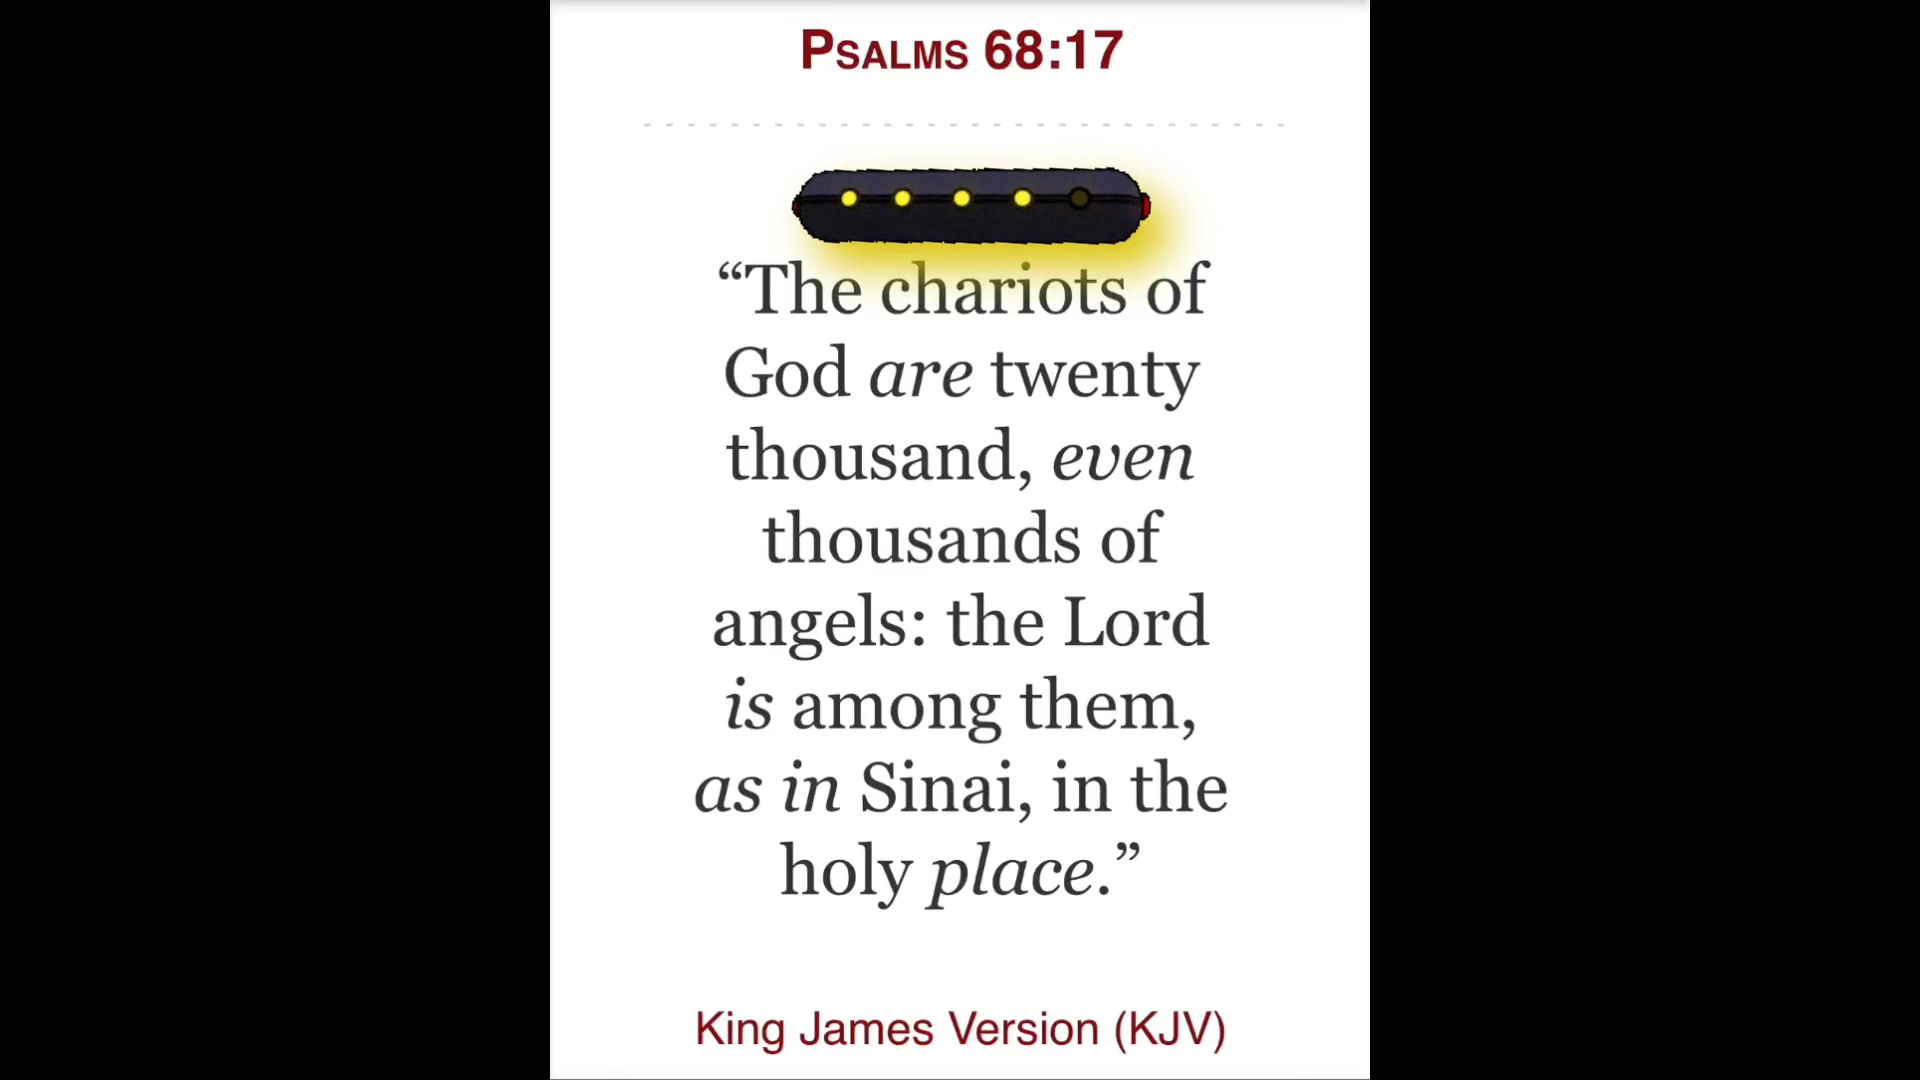 PSALMS 68:17
“The chariots of
God are twenty
thousand, even
thousands of
angels: the Lord
is among them,
as in Sinai, in the
holy place.”
King James Version (KJV)